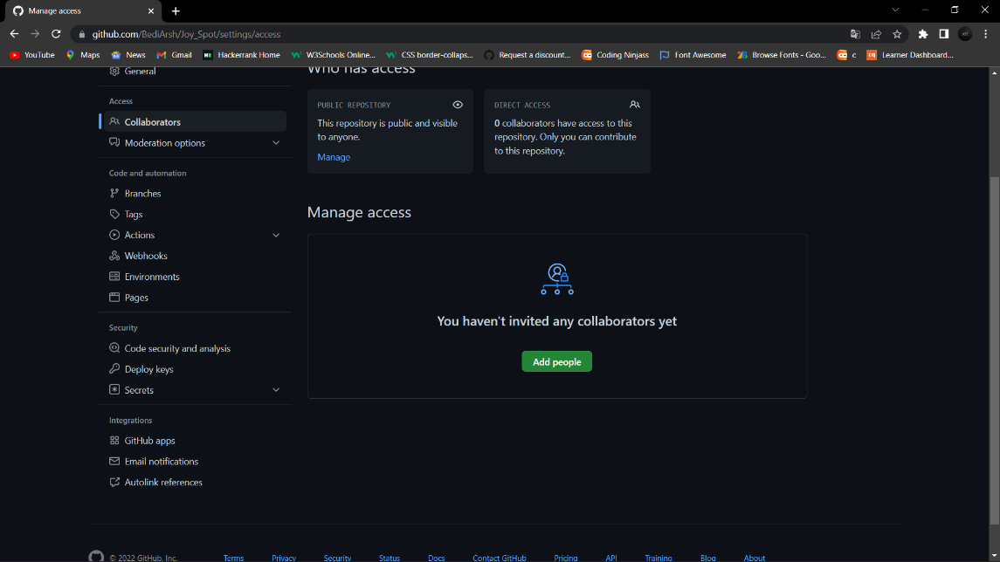 Manage access
github.com/BediArsh/Joy_Spot/settings/access
YouTube
Maps
News
Gmail
Hackerrank Home
W3Schools Online...
CSS border-collaps...
Request a discount...
Coding Ninjass
Font Awesome
Browse Fonts - Goo...
c
Learner Dashboard...
General
Access
Collaborators
Moderation options
Code and automation
Branches
Tags
Actions
Webhooks
Environments
Pages
Security
Code security and analysis
Deploy keys
Secrets
Integrations
GitHub apps
Email notifications
Autolink references
Who has access
PUBLIC REPOSITORY
This repository is public and visible
to anyone.
Manage
DIRECT ACCESS
0 collaborators have access to this
repository. Only you can contribute
to this repository.
Manage access
You haven't invited any collaborators yet
Add people
© 2022 GitHub, Inc.
Terms
Privacy
Security
Status
Docs
Contact GitHub
Pricing
API
Training
Blog
About